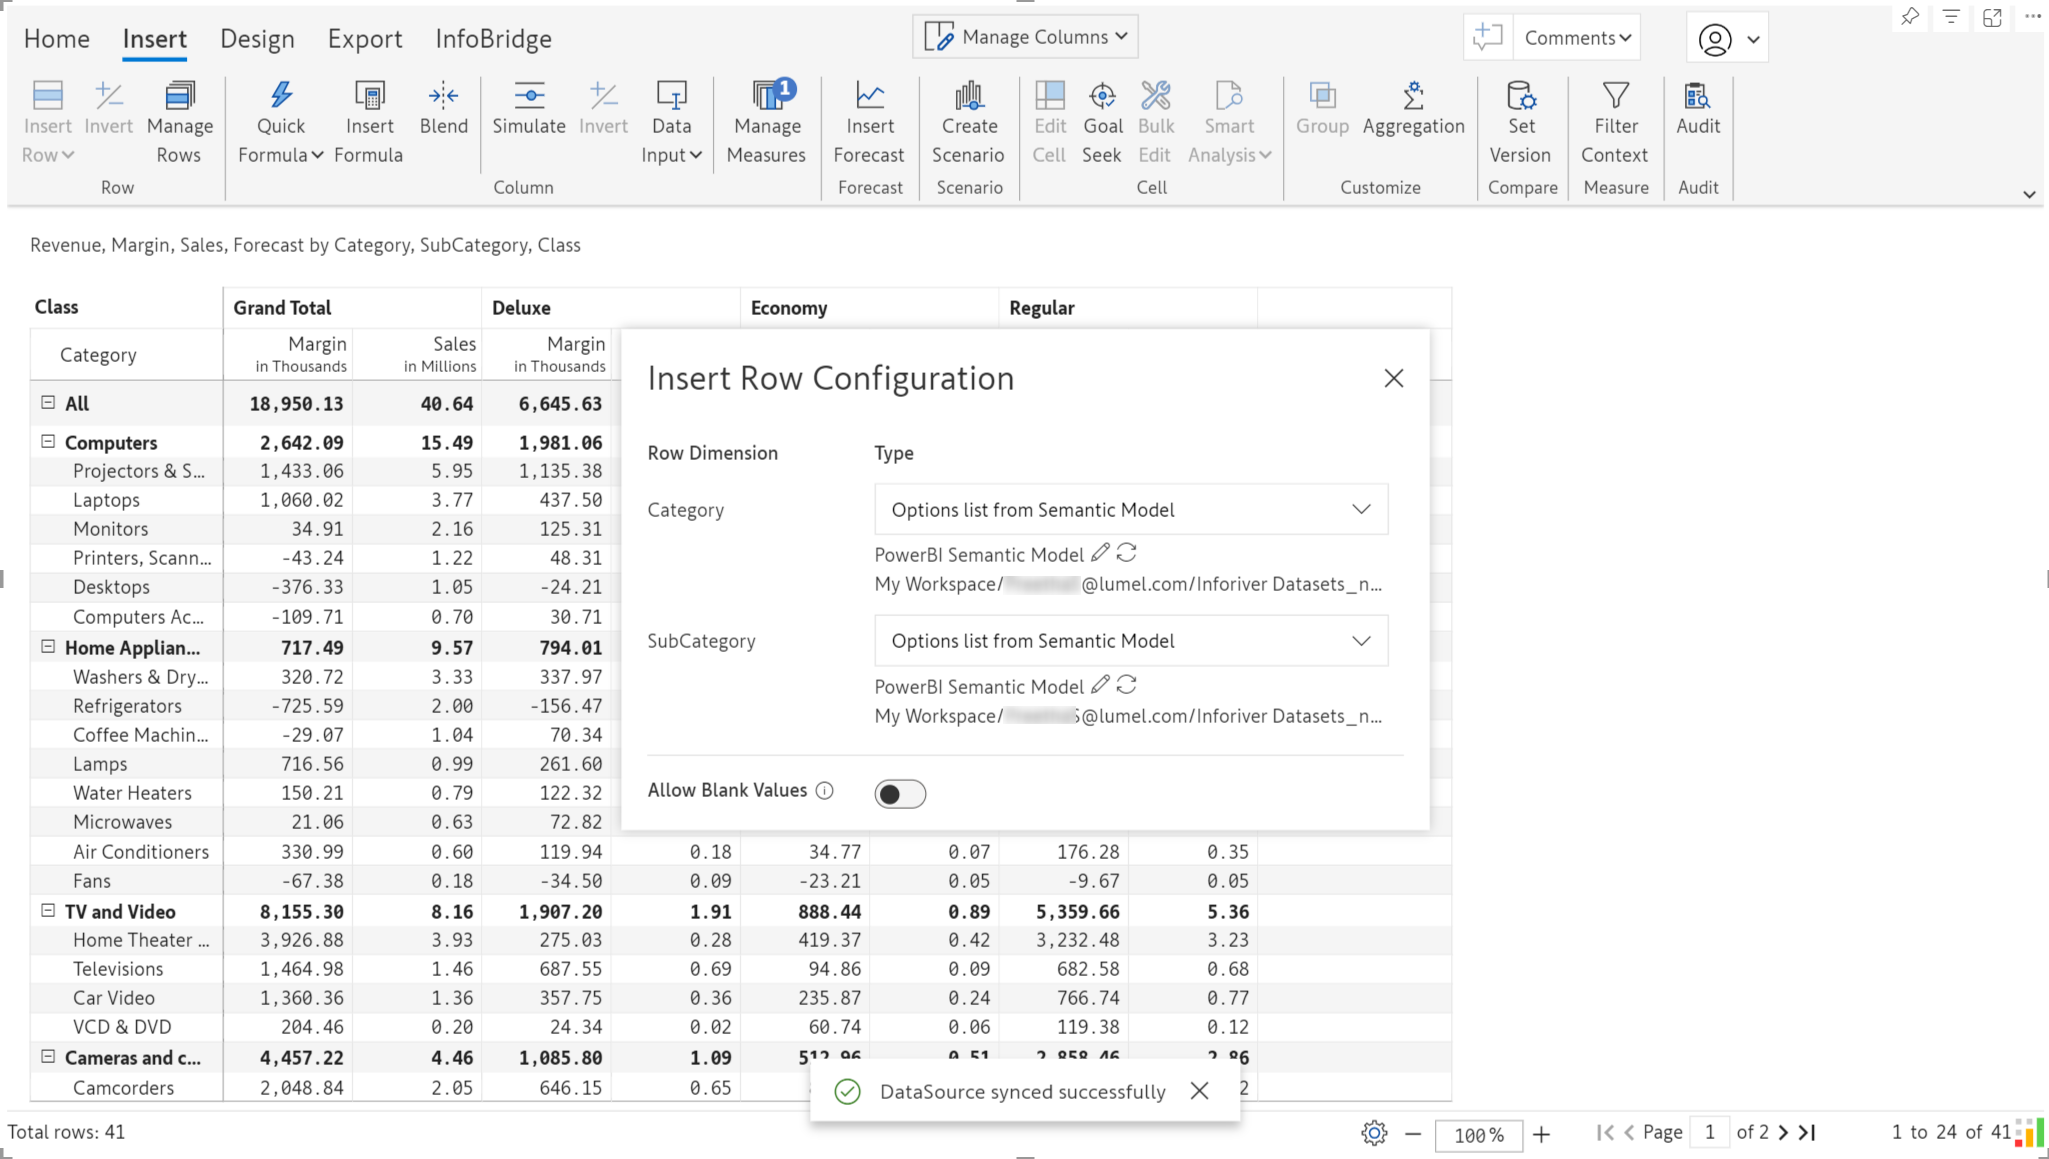 Home Insert Design Export InfoBridge Manage Columns Comments
Insert Row Invert Manage Rows Quick Formula Insert Formula Blend Simulate Invert Data Input Manage Measures 1 Insert Forecast Create Scenario Edit Cell Goal Seek Bulk Edit Smart Analysis Group Aggregation Set Version Filter Context Audit
Row Column Forecast Scenario Cell Customize Compare Measure Audit
Revenue, Margin, Sales, Forecast by Category, SubCategory, Class
Class Grand Total Deluxe Economy Regular
Category Margin in Thousands Sales in Millions Margin in Thousands
All 18,950.13 40.64 6,645.63
Computers 2,642.09 15.49 1,981.06
Projectors & S... 1,433.06 5.95 1,135.38
Laptops 1,060.02 3.77 437.50
Monitors 34.91 2.16 125.31
Printers, Scann... -43.24 1.22 48.31
Desktops -376.33 1.05 -24.21
Computers Ac... -109.71 0.70 30.71
Home Applian... 717.49 9.57 794.01
Washers & Dry... 320.72 3.33 337.97
Refrigerators -725.59 2.00 -156.47
Coffee Machin... -29.07 1.04 70.34
Lamps 716.56 0.99 261.60
Water Heaters 150.21 0.79 122.32
Microwaves 21.06 0.63 72.82
Air Conditioners 330.99 0.60 119.94 0.18 34.77 0.07 176.28 0.35
Fans -67.38 0.18 -34.50 0.09 -23.21 0.05 -9.67 0.05
TV and Video 8,155.30 8.16 1,907.20 1.91 888.44 0.89 5,359.66 5.36
Home Theater ... 3,926.88 3.93 275.03 0.28 419.37 0.42 3,232.48 3.23
Televisions 1,464.98 1.46 687.55 0.69 94.86 0.09 682.58 0.68
Car Video 1,360.36 1.36 357.75 0.36 235.87 0.24 766.74 0.77
VCD & DVD 204.46 0.20 24.34 0.02 60.74 0.06 119.38 0.12
Cameras and c... 4,457.22 4.46 1,085.80 1.09 512.96 0.51 2,858.46 2.86
Camcorders 2,048.84 2.05 646.15 0.65 2
Insert Row Configuration
Row Dimension Type
Category Options list from Semantic Model
PowerBI Semantic Model
My Workspace/ @lumel.com/Inforiver Datasets_n...
SubCategory Options list from Semantic Model
PowerBI Semantic Model
My Workspace/ @lumel.com/Inforiver Datasets_n...
Allow Blank Values
DataSource synced successfully
Total rows: 41 100% Page 1 of 2 1 to 24 of 41